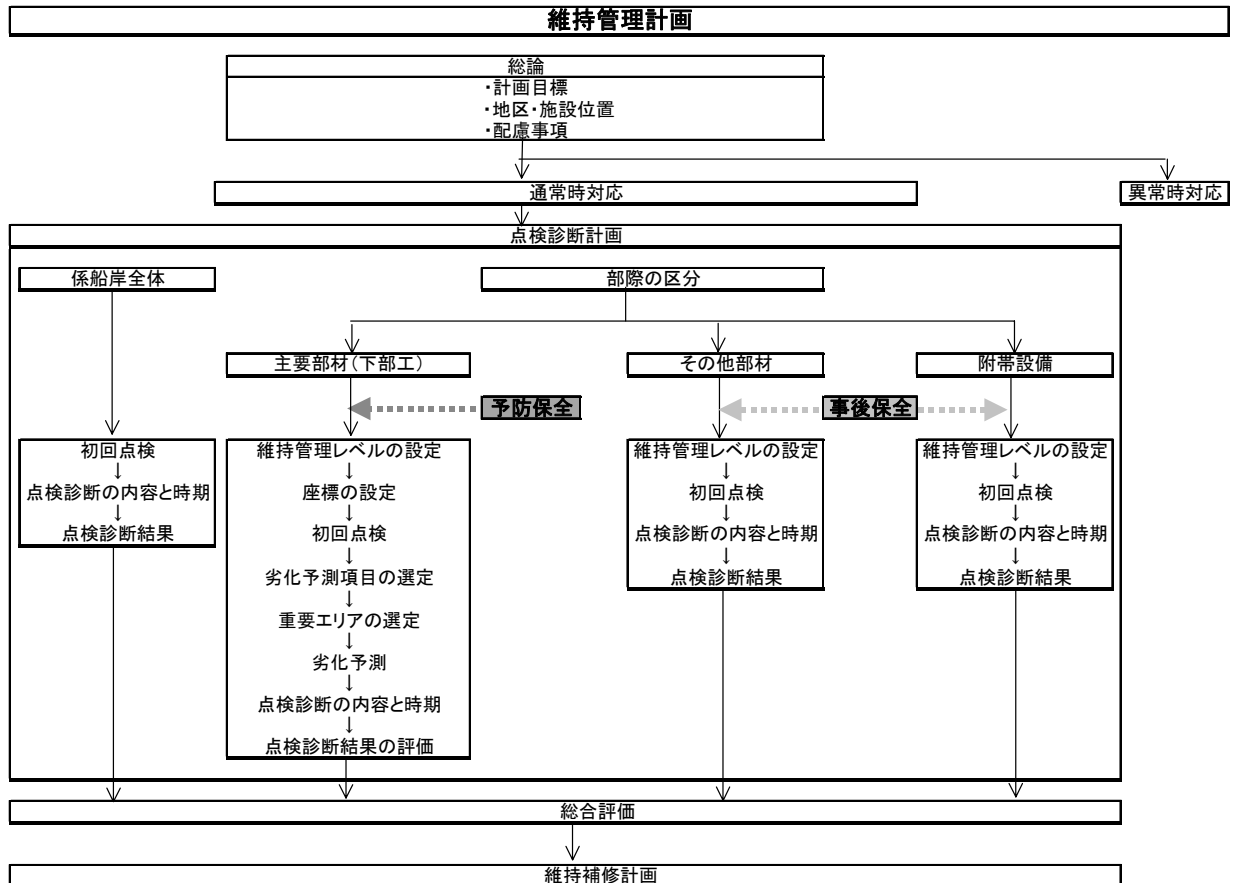 維持管理計画
総論
・計画目標
・地区・施設位置
・配慮事項
通常時対応
異常時対応
点検診断計画
係船岸全体
部際の区分
主要部材(下部工)
その他部材
附帯設備
予防保全
事後保全
初回点検
↓
点検診断の内容と時期
↓
点検診断結果
維持管理レベルの設定
↓
座標の設定
↓
初回点検
↓
劣化予測項目の選定
↓
重要エリアの選定
↓
劣化予測
↓
点検診断の内容と時期
↓
点検診断結果の評価
維持管理レベルの設定
↓
初回点検
↓
点検診断の内容と時期
↓
点検診断結果
維持管理レベルの設定
↓
初回点検
↓
点検診断の内容と時期
↓
点検診断結果
総合評価
維持補修計画